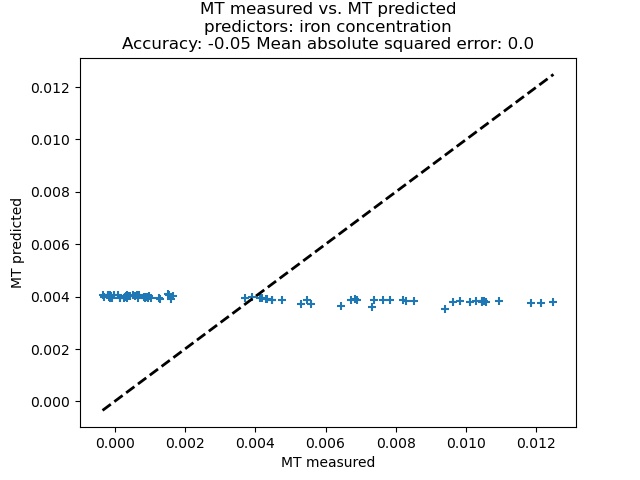 MT measured vs. MT predicted
predictors: iron concentration
Accuracy: -0.05 Mean absolute squared error: 0.0
0.012
0.010
0.008
0.006
0.004
0.002
0.000
MT predicted
0.000 0.002 0.004 0.006 0.008 0.010 0.012
MT measured